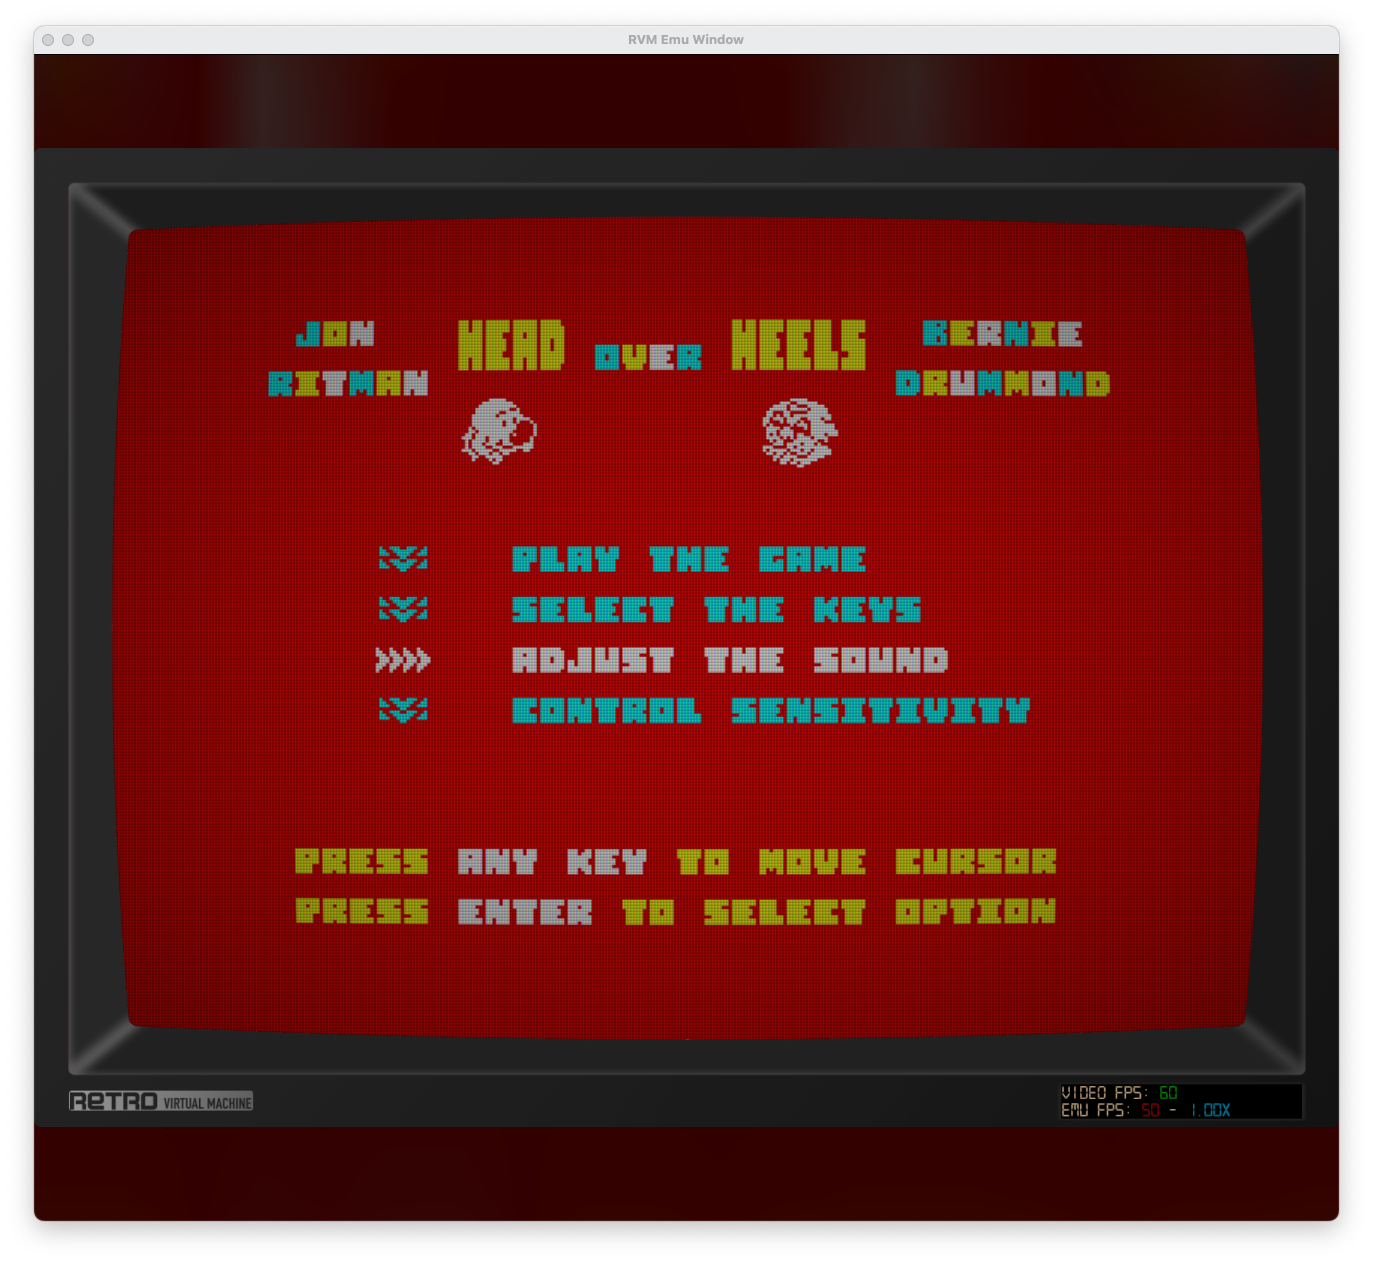 RVM Emu Window
JON HEAD OVER HEELS BERNIE
RITMAN DRUMMOND
PLAY THE GAME
SELECT THE KEYS
ADJUST THE SOUND
CONTROL SENSITIVITY
PRESS ANY KEY TO MOVE CURSOR
PRESS ENTER TO SELECT OPTION
RETRO VIRTUAL MACHINE
VIDEO FPS: 60
EMU FPS: 50 - 1.00X